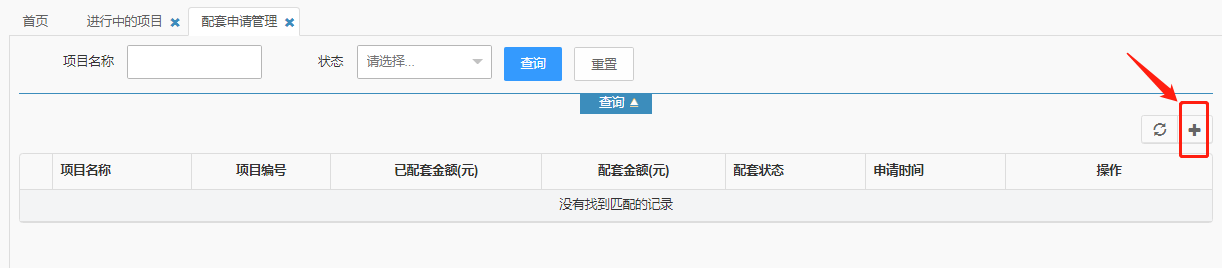 首页 进行中的项目 配套申请管理
项目名称 状态 请选择... 查询 重置
查询
项目名称 项目编号 已配套金额(元) 配套金额(元) 配套状态 申请时间 操作
没有找到匹配的记录